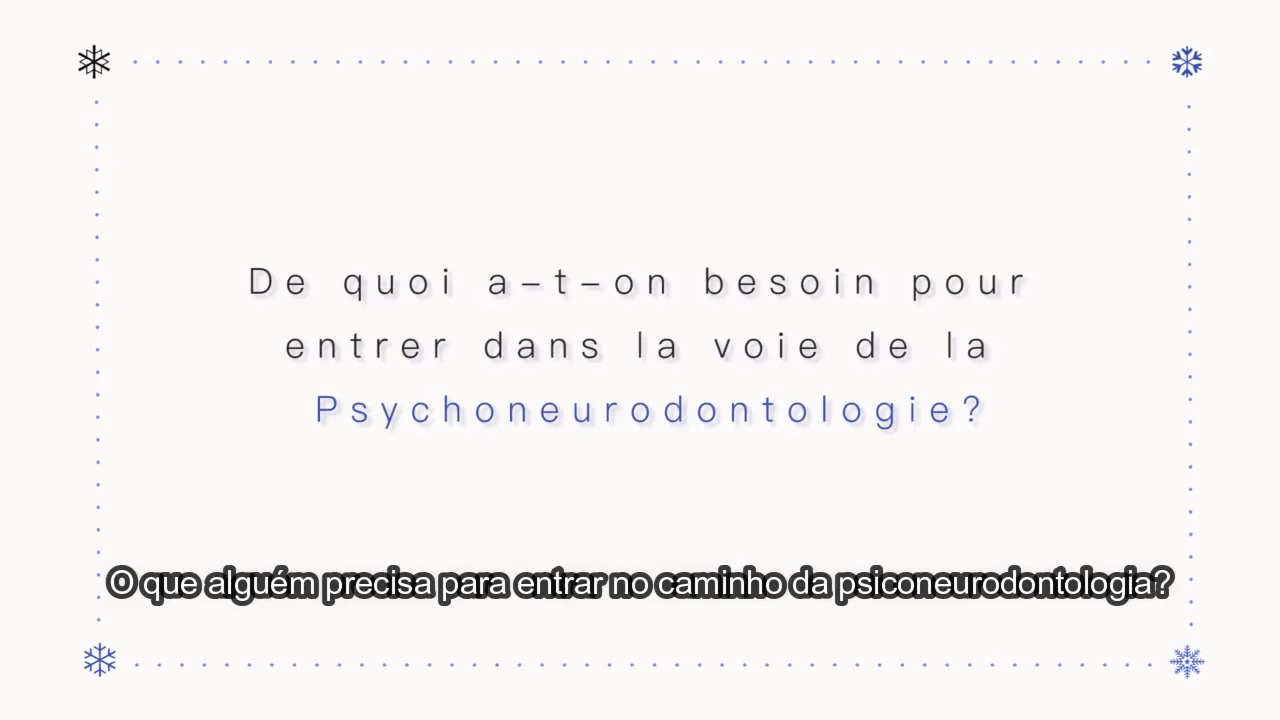 De quoi a-t-on besoin pour
entrer dans la voie de la
Psychoneurodontologie?
O que alguém precisa para entrar no caminho da psiconeurodontologia?